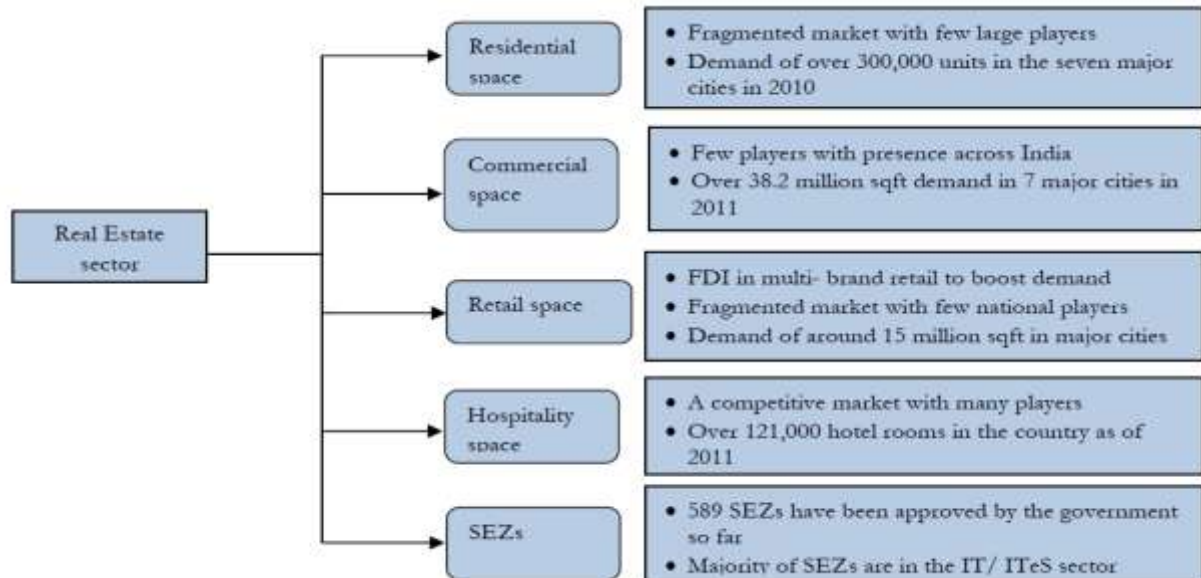 Real Estate
sector
Residential
space
• Fragmented market with few large players
• Demand of over 300,000 units in the seven major
cities in 2010
Commercial
space
• Few players with presence across India
• Over 38.2 million sqft demand in 7 major cities in
2011
Retail space
• FDI in multi- brand retail to boost demand
• Fragmented market with few national players
• Demand of around 15 million sqft in major cities
Hospitality
space
• A competitive market with many players
• Over 121,000 hotel rooms in the country as of
2011
SEZs
• 589 SEZs have been approved by the government
so far
• Majority of SEZs are in the IT/ ITeS sector